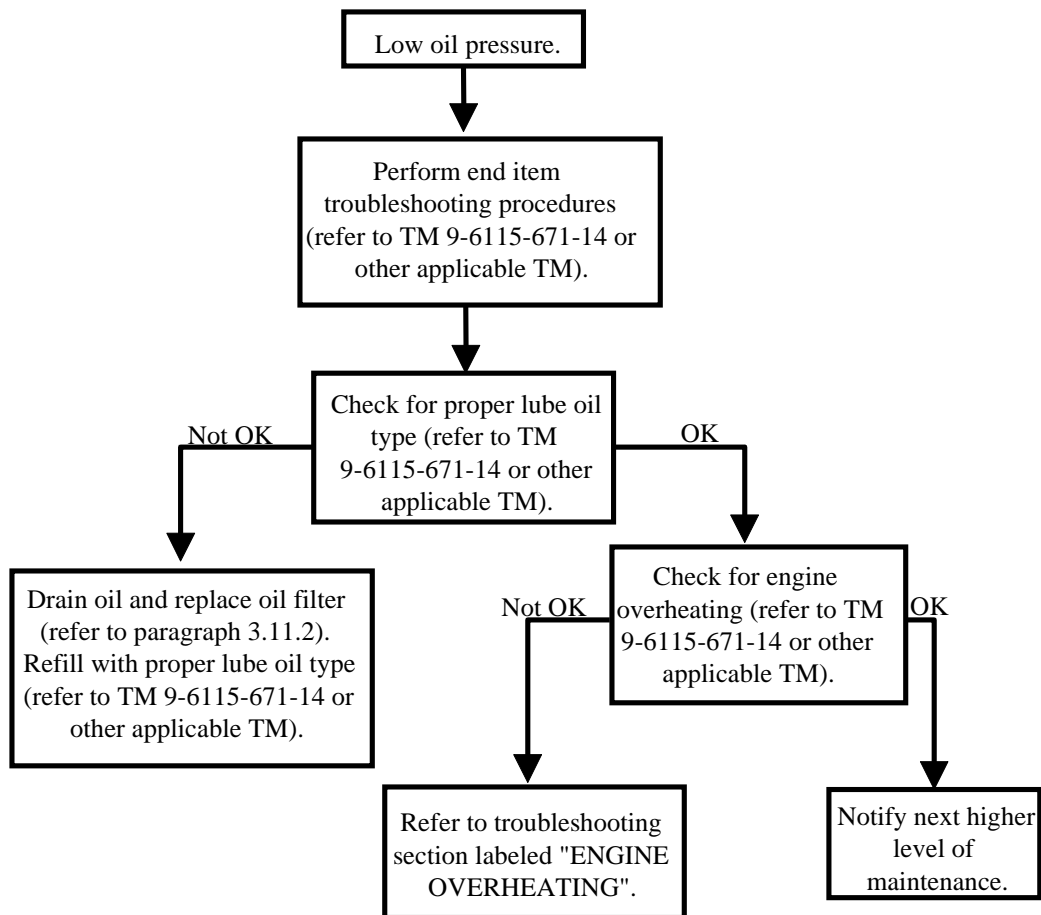 Low oil pressure.
Perform end item
troubleshooting procedures
(refer to TM 9-6115-671-14 or
other applicable TM).
Check for proper lube oil
type (refer to TM
9-6115-671-14 or other
applicable TM).
Not OK
OK
Drain oil and replace oil filter
(refer to paragraph 3.11.2).
Refill with proper lube oil type
(refer to TM 9-6115-671-14 or
other applicable TM).
Check for engine
overheating (refer to TM
9-6115-671-14 or other
applicable TM).
Not OK
OK
Refer to troubleshooting
section labeled "ENGINE
OVERHEATING".
Notify next higher
level of
maintenance.